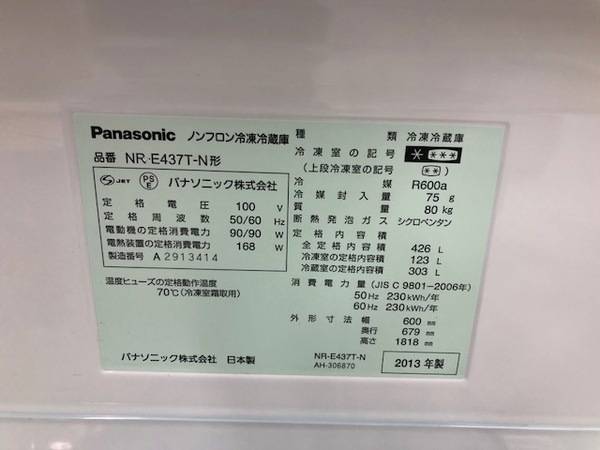 Panasonic ノンフロン冷凍冷蔵庫
品番 NR-E437T-N形
JET PSE パナソニック株式会社
定格電圧 100 V
定格周波数 50/60 Hz
電動機の定格消費電力 90/90 W
電熱装置の定格消費電力 168 W
製造番号 A 2913414
温度ヒューズの定格動作温度
70℃(冷凍室霜取用)
パナソニック株式会社 日本製
種類 冷凍冷蔵庫
冷凍室の記号 * ***
(上段冷凍室の記号 **)
冷媒 R600a
冷媒封入量 75 g
質量 80 kg
断熱発泡ガス シクロペンタン
定格内容積
全定格内容積 426 L
冷凍室の定格内容積 123 L
冷蔵室の定格内容積 303 L
消費電力量(JIS C 9801-2006年)
50Hz 230kWh/年
60Hz 230kWh/年
外形寸法 幅 600 mm
奥行 679 mm
高さ 1818 mm
NR-E437T-N
AH-306870
2013年製